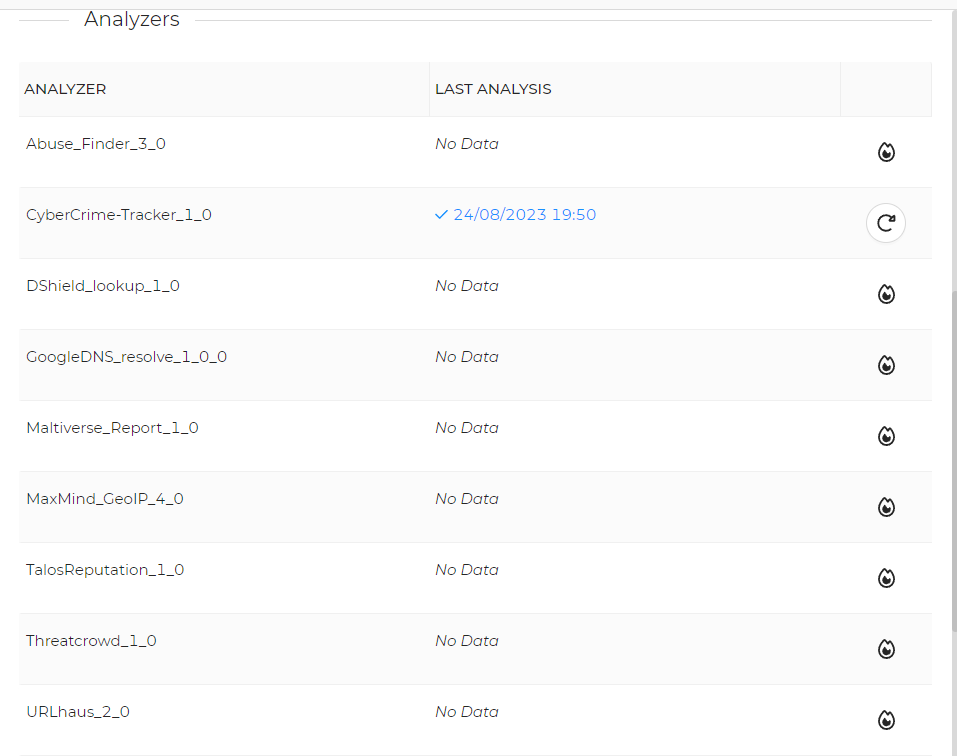 Analyzers
ANALYZER LAST ANALYSIS
Abuse_Finder_3_0 No Data
CyberCrime-Tracker_1_0 24/08/2023 19:50
DShield_lookup_1_0 No Data
GoogleDNS_resolve_1_0_0 No Data
Maltiverse_Report_1_0 No Data
MaxMind_GeoIP_4_0 No Data
TalosReputation_1_0 No Data
Threatcrowd_1_0 No Data
URLhaus_2_0 No Data